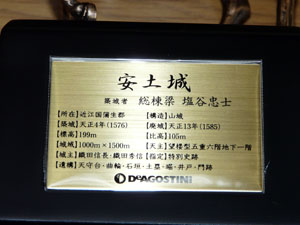 安土城
築城者 総棟梁 塩谷忠士
【所在】近江国蒲生郡 【構造】山城
【築城】天正4年(1576) 【廃城】天正13年(1585)
【標高】199m 【比高】105m
【城域】1000m×1500m 【天主】望楼型五重六階地下一階
【城主】織田信長・織田秀信 【指定】特別史跡
【遺構】天守台・曲輪・石垣・土塁・堀・井戸・門跡
DeAGOSTINI